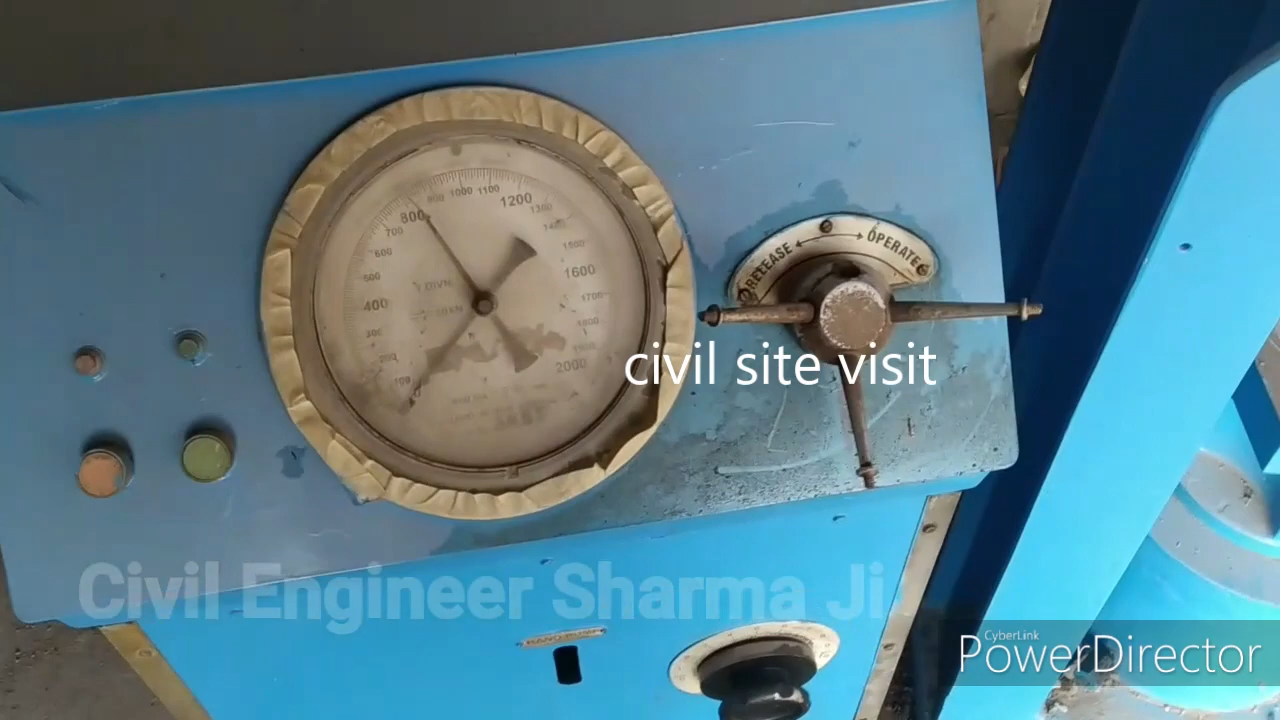 900 1000 1100
800 1200
700 1300
600 1400
500 1500
400 1600
300 1700
200 1800
100 2000
RELEASE OPERATE
civil site visit
Civil Engineer Sharma Ji
CyberLink
PowerDirector